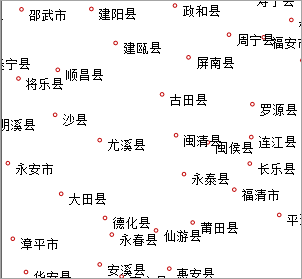 寿宁县
邵武市
建阳县
政和县
周宁县
福安市
建瓯县
泰宁县
顺昌县
屏南县
将乐县
古田县
罗源县
沙县
明溪县
尤溪县
闽清县
闽侯县
连江县
永安市
长乐县
永泰县
大田县
福清市
德化县
平
莆田县
永春县
仙游县
漳平市
安溪县
惠安县
华安县